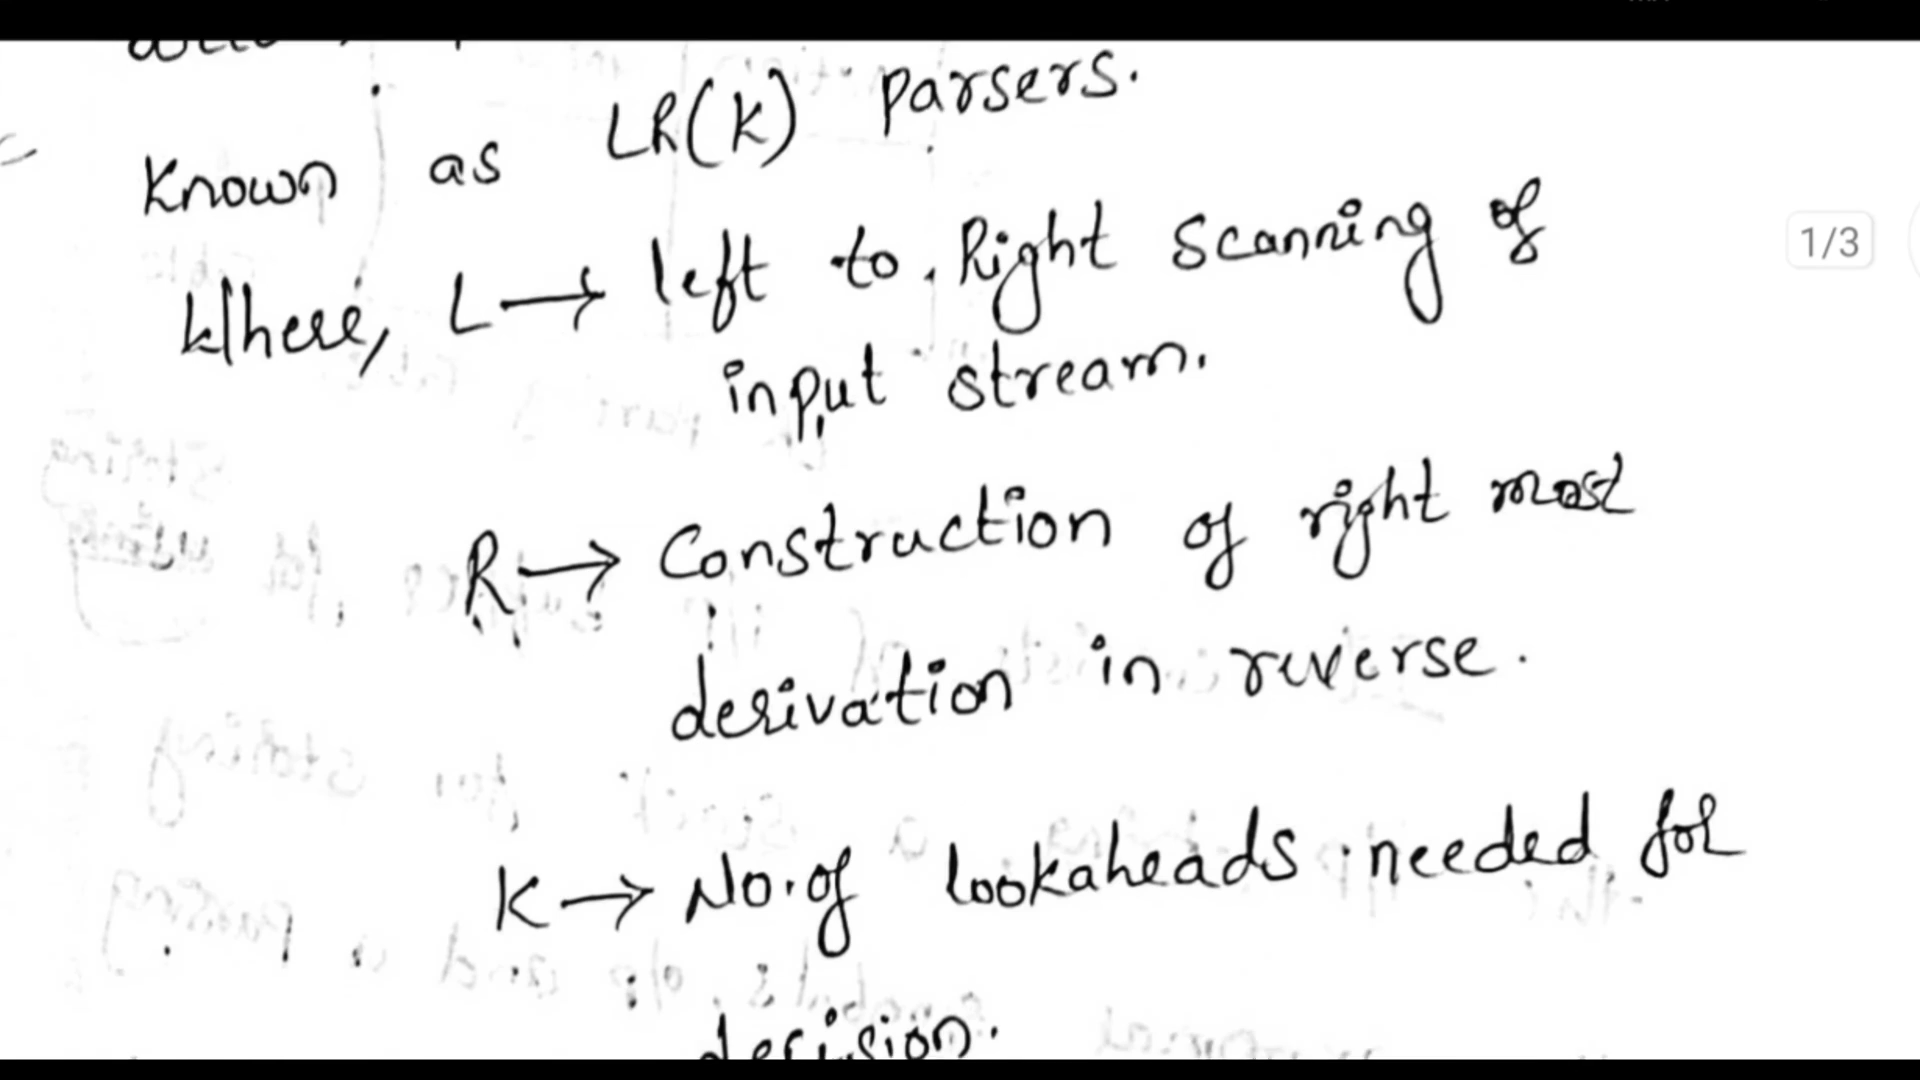 Known as LR(K) parsers.
Where, L → left to Right scanning of
input stream.
1/3
R → Construction of right most
derivation in reverse.
K → No. of lookaheads needed for
decision.